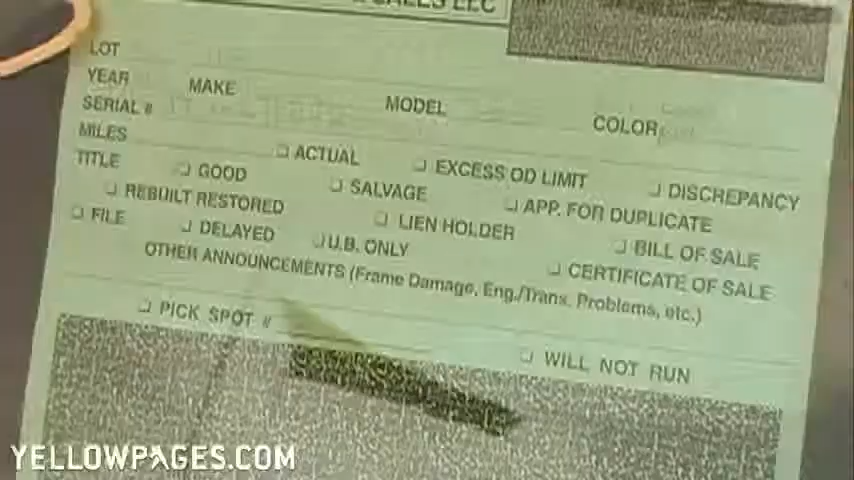 SALES LLC
LOT
YEAR MAKE MODEL COLOR
SERIAL #
MILES ❑ ACTUAL ❑ EXCESS OD LIMIT ❑ DISCREPANCY
TITLE ❑ GOOD ❑ SALVAGE ❑ APP. FOR DUPLICATE
❑ REBUILT RESTORED ❑ LIEN HOLDER ❑ BILL OF SALE
❑ FILE ❑ DELAYED ❑ U.B. ONLY ❑ CERTIFICATE OF SALE
OTHER ANNOUNCEMENTS (Frame Damage, Eng./Trans. Problems, etc.)
❑ PICK SPOT # ❑ WILL NOT RUN
YELLOWPAGES.COM